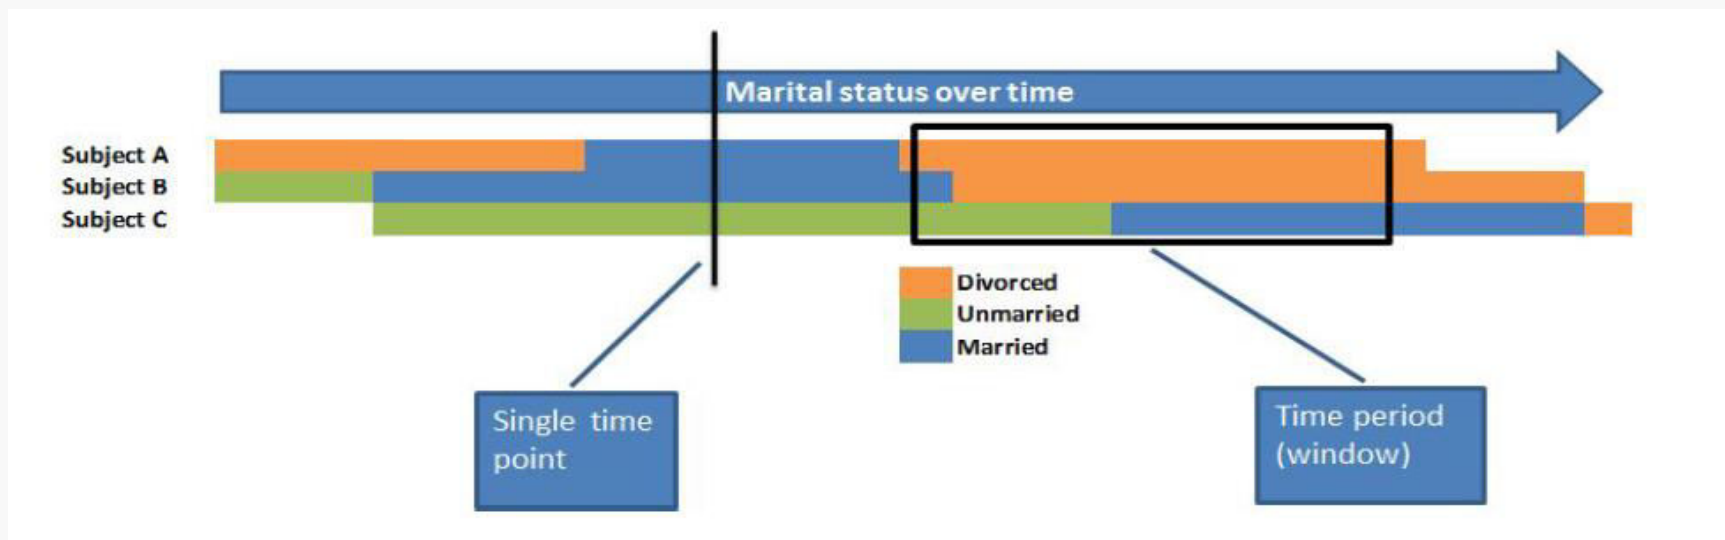 Marital status over time
Subject A
Subject B
Subject C
Divorced
Unmarried
Married
Single time
point
Time period
(window)